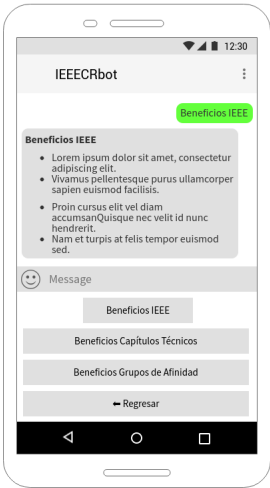 12:30
IEEECRbot
Beneficios IEEE
Beneficios IEEE
• Lorem ipsum dolor sit amet, consectetur
adipiscing elit.
• Vivamus pellentesque purus ullamcorper
sapien euismod facilisis.
• Proin cursus elit vel diam
accumsanQuisque nec velit id nunc
hendrerit.
• Nam et turpis at felis tempor euismod
sed.
Message
Beneficios IEEE
Beneficios Capítulos Técnicos
Beneficios Grupos de Afinidad
⬅ Regresar